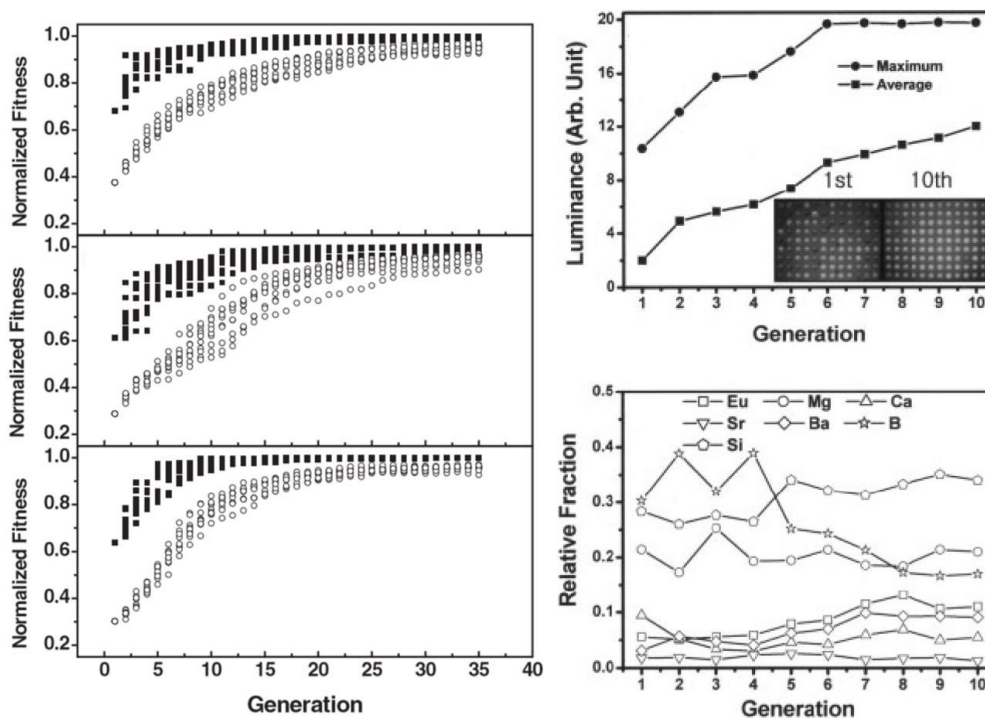 1.0
0.8
0.6
0.4
0.2
Normalized Fitness
1.0
0.8
0.6
0.4
0.2
Normalized Fitness
1.0
0.8
0.6
0.4
0.2
Normalized Fitness
0 5 10 15 20 25 30 35 40
Generation
20
16
12
8
4
0
Luminance (Arb. Unit)
Maximum
Average
1st 10th
1 2 3 4 5 6 7 8 9 10
Generation
0.5
0.4
0.3
0.2
0.1
0.0
Relative Fraction
Eu Mg Ca
Sr Ba B
Si
1 2 3 4 5 6 7 8 9 10
Generation